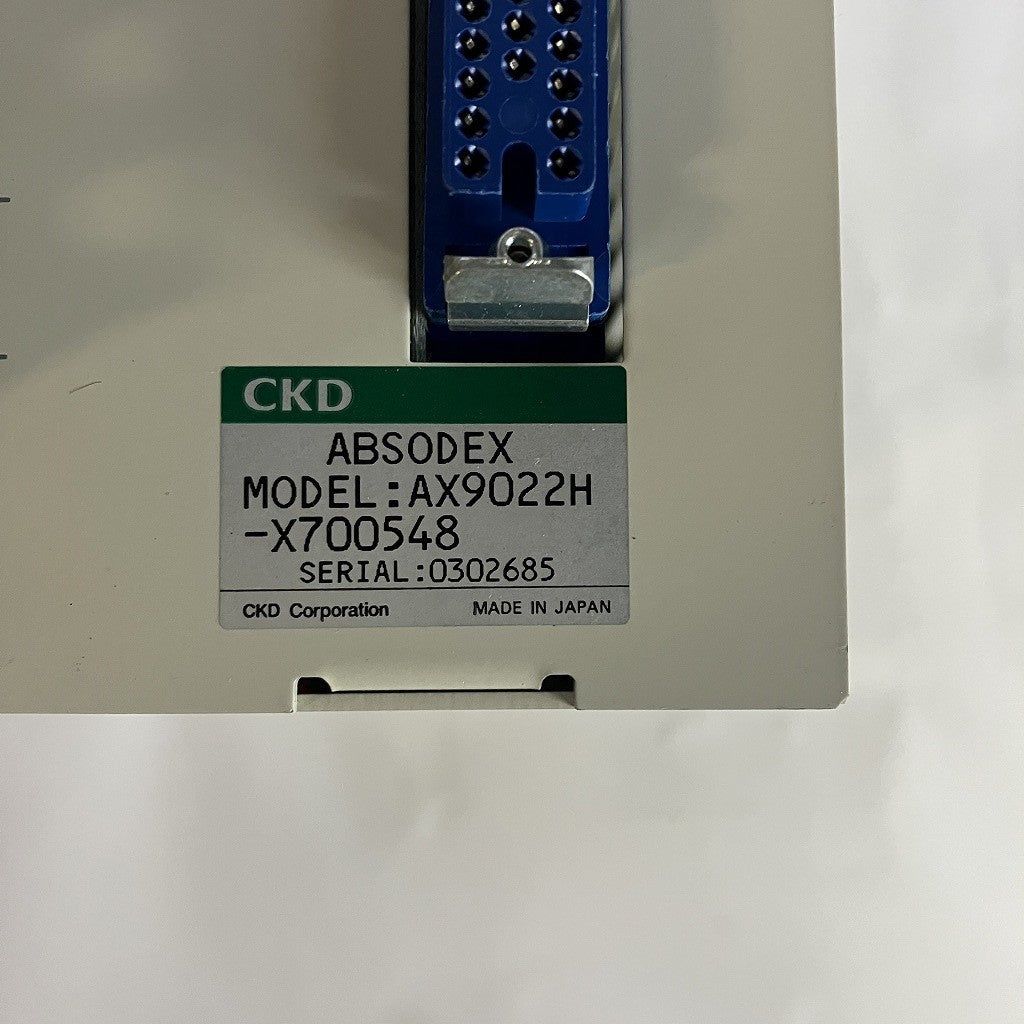 CKD
ABSODEX
MODEL:AX9022H
-X700548
SERIAL:0302685
CKD Corporation MADE IN JAPAN